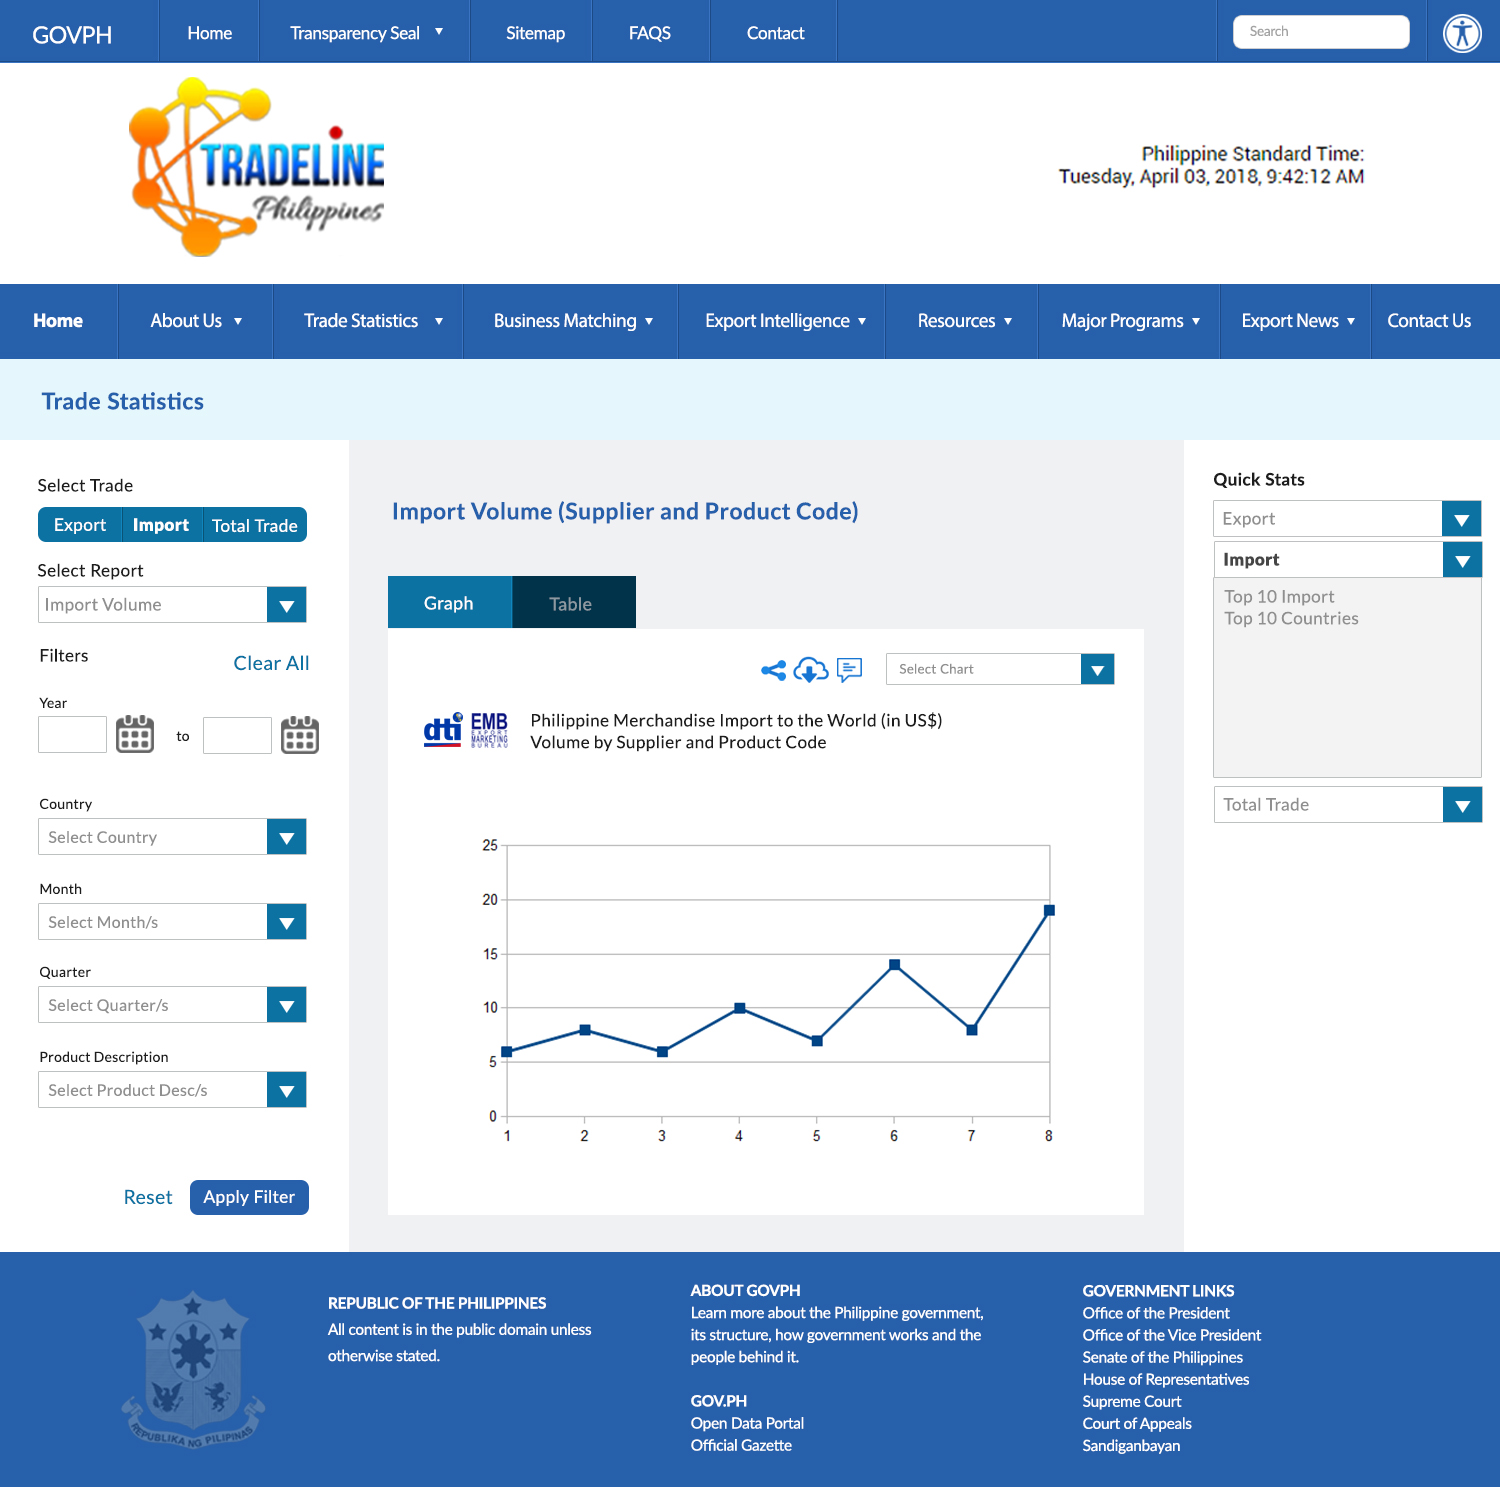 GOVPH
Home
Transparency Seal
Sitemap
FAQS
Contact
Search
TRADELINE
Philippines
Philippine Standard Time:
Tuesday, April 03, 2018, 9:42:12 AM
Home
About Us
Trade Statistics
Business Matching
Export Intelligence
Resources
Major Programs
Export News
Contact Us
Trade Statistics
Select Trade
Export
Import
Total Trade
Select Report
Import Volume
Filters
Clear All
Year
to
Country
Select Country
Month
Select Month/s
Quarter
Select Quarter/s
Product Description
Select Product Desc/s
Reset
Apply Filter
Import Volume (Supplier and Product Code)
Graph
Table
Select Chart
dti
EMB
EXPORT
MARKETING
BUREAU
Philippine Merchandise Import to the World (in US$)
Volume by Supplier and Product Code
25
20
15
10
5
0
1 2 3 4 5 6 7 8
Quick Stats
Export
Import
Top 10 Import
Top 10 Countries
Total Trade
REPUBLIKA NG PILIPINAS
REPUBLIC OF THE PHILIPPINES
All content is in the public domain unless
otherwise stated.
ABOUT GOVPH
Learn more about the Philippine government,
its structure, how government works and the
people behind it.
GOV.PH
Open Data Portal
Official Gazette
GOVERNMENT LINKS
Office of the President
Office of the Vice President
Senate of the Philippines
House of Representatives
Supreme Court
Court of Appeals
Sandiganbayan